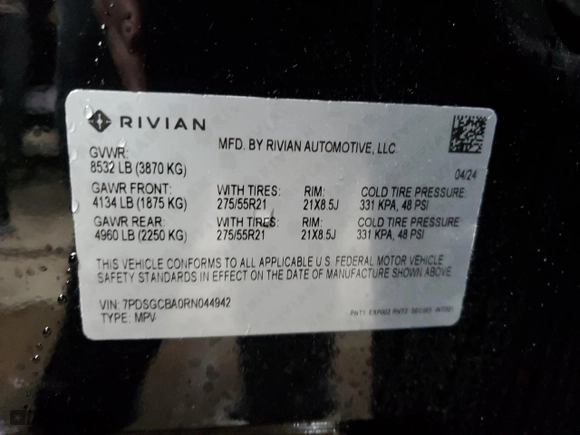 RIVIAN
MFD. BY RIVIAN AUTOMOTIVE, LLC
GVWR:
8532 LB (3870 KG)
04/24
GAWR FRONT: WITH TIRES: RIM: COLD TIRE PRESSURE:
4134 LB (1875 KG) 275/55R21 21X8.5J 331 KPA, 48 PSI
GAWR REAR: WITH TIRES: RIM: COLD TIRE PRESSURE:
4960 LB (2250 KG) 275/55R21 21X8.5J 331 KPA, 48 PSI
THIS VEHICLE CONFORMS TO ALL APPLICABLE U.S. FEDERAL MOTOR VEHICLE
SAFETY STANDARDS IN EFFECT ON THE DATE OF MANUFACTURE SHOWN ABOVE.
VIN: 7PDSGCBA0RN044942
TYPE: MPV